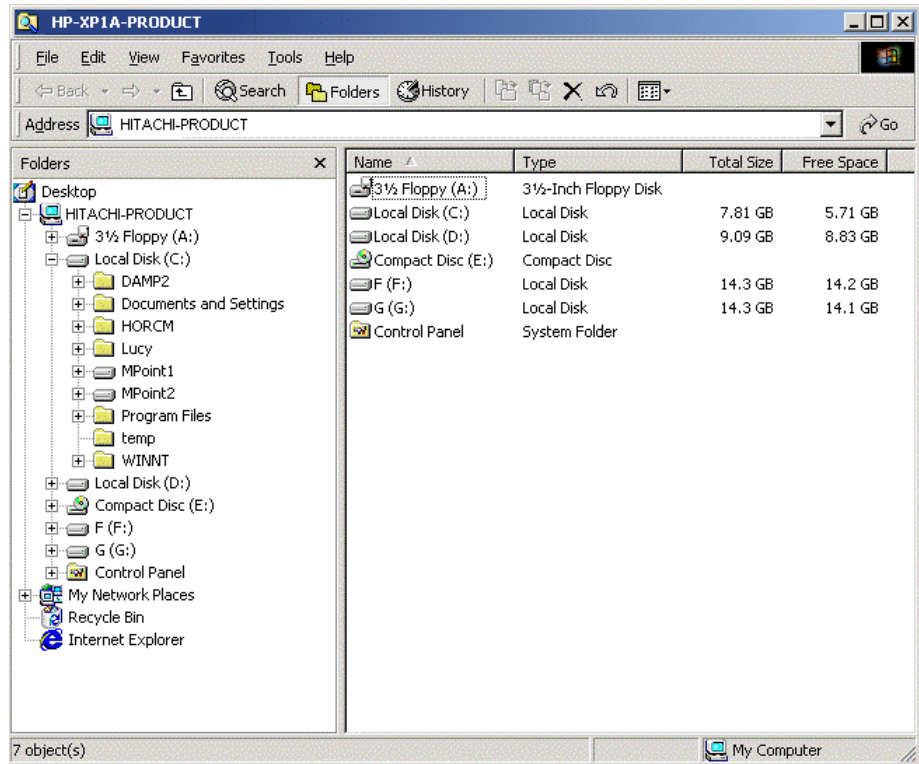 HP-XP1A-PRODUCT
File Edit View Favorites Tools Help
Back Search Folders History
Address HITACHI-PRODUCT Go
Folders
Desktop
HITACHI-PRODUCT
3½ Floppy (A:)
Local Disk (C:)
DAMP2
Documents and Settings
HORCM
Lucy
MPoint1
MPoint2
Program Files
temp
WINNT
Local Disk (D:)
Compact Disc (E:)
F (F:)
G (G:)
Control Panel
My Network Places
Recycle Bin
Internet Explorer
Name Type Total Size Free Space
3½ Floppy (A:) 3½-Inch Floppy Disk
Local Disk (C:) Local Disk 7.81 GB 5.71 GB
Local Disk (D:) Local Disk 9.09 GB 8.83 GB
Compact Disc (E:) Compact Disc
F (F:) Local Disk 14.3 GB 14.2 GB
G (G:) Local Disk 14.3 GB 14.1 GB
Control Panel System Folder
7 object(s) My Computer